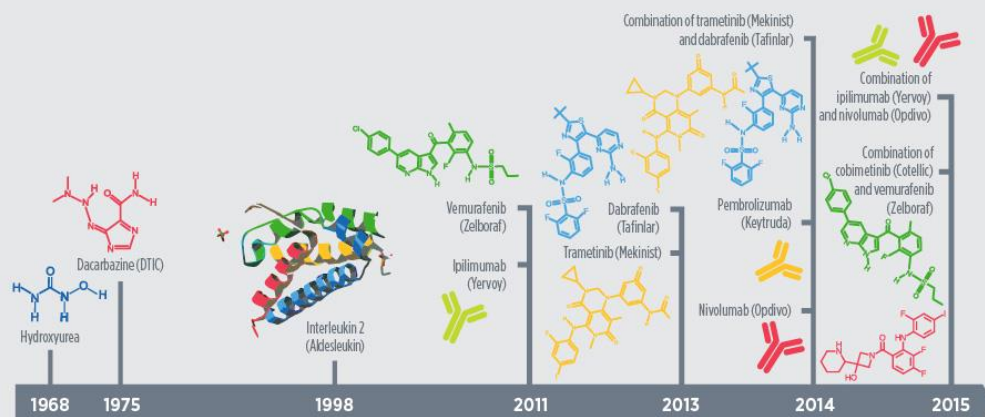 Combination of trametinib (Mekinist)
and dabrafenib (Tafinlar)
Combination of
ipilimumab (Yervoy)
and nivolumab (Opdivo)
Combination of
cobimetinib (Cotellic)
and vemurafenib
(Zelboraf)
Vemurafenib
(Zelboraf)
Ipilimumab
(Yervoy)
Dabrafenib
(Tafinlar)
Trametinib (Mekinist)
Pembrolizumab
(Keytruda)
Nivolumab (Opdivo)
Dacarbazine (DTIC)
Hydroxyurea
Interleukin 2
(Aldesleukin)
1968
1975
1998
2011
2013
2014
2015